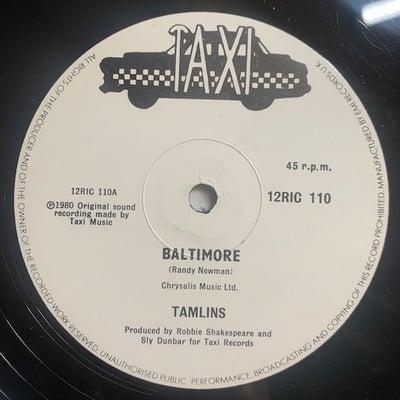 TAXI
ALL RIGHTS OF THE PRODUCER AND OF THE OWNER OF THE RECORDED WORK RESERVED UNAUTHORISED PUBLIC PERFORMANCE, BROADCASTING AND COPYING OF THIS RECORD PROHIBITED. MANUFACTURED BY EMI RECORDS U.K.
45 r.p.m.
12RIC 110A
12RIC 110
℗1980 Original sound
recording made by
Taxi Music
BALTIMORE
(Randy Newman)
Chrysalis Music Ltd.
TAMLINS
Produced by Robbie Shakespeare and
Sly Dunbar for Taxi Records